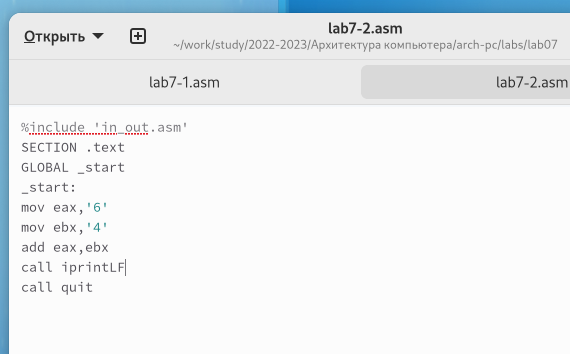 Открыть
lab7-2.asm
~/work/study/2022-2023/Архитектура компьютера/arch-pc/labs/lab07
lab7-1.asm
lab7-2.asm
%include 'in_out.asm'
SECTION .text
GLOBAL _start
_start:
mov eax,'6'
mov ebx,'4'
add eax,ebx
call iprintLF
call quit